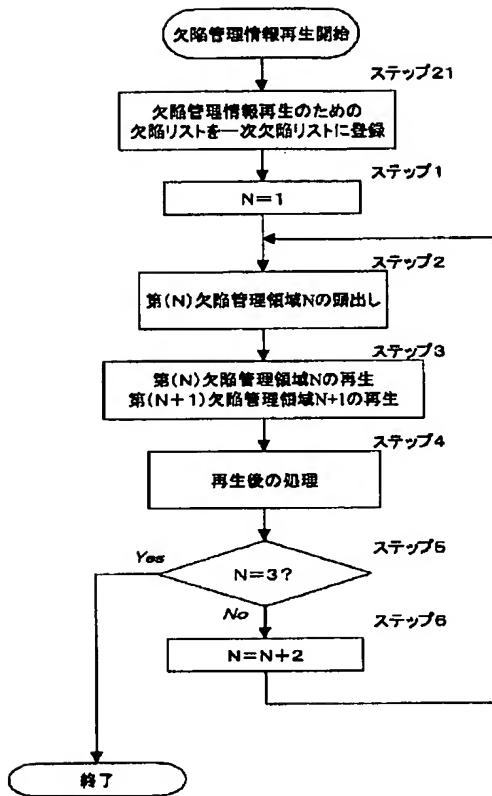 欠陥管理情報再生開始
ステップ21
欠陥管理情報再生のための
欠陥リストを一次欠陥リストに登録
ステップ1
N=1
ステップ2
第(N)欠陥管理領域Nの頭出し
ステップ3
第(N)欠陥管理領域Nの再生
第(N+1)欠陥管理領域N+1の再生
ステップ4
再生後の処理
ステップ5
Yes
N=3?
No
ステップ6
N=N+2
終了